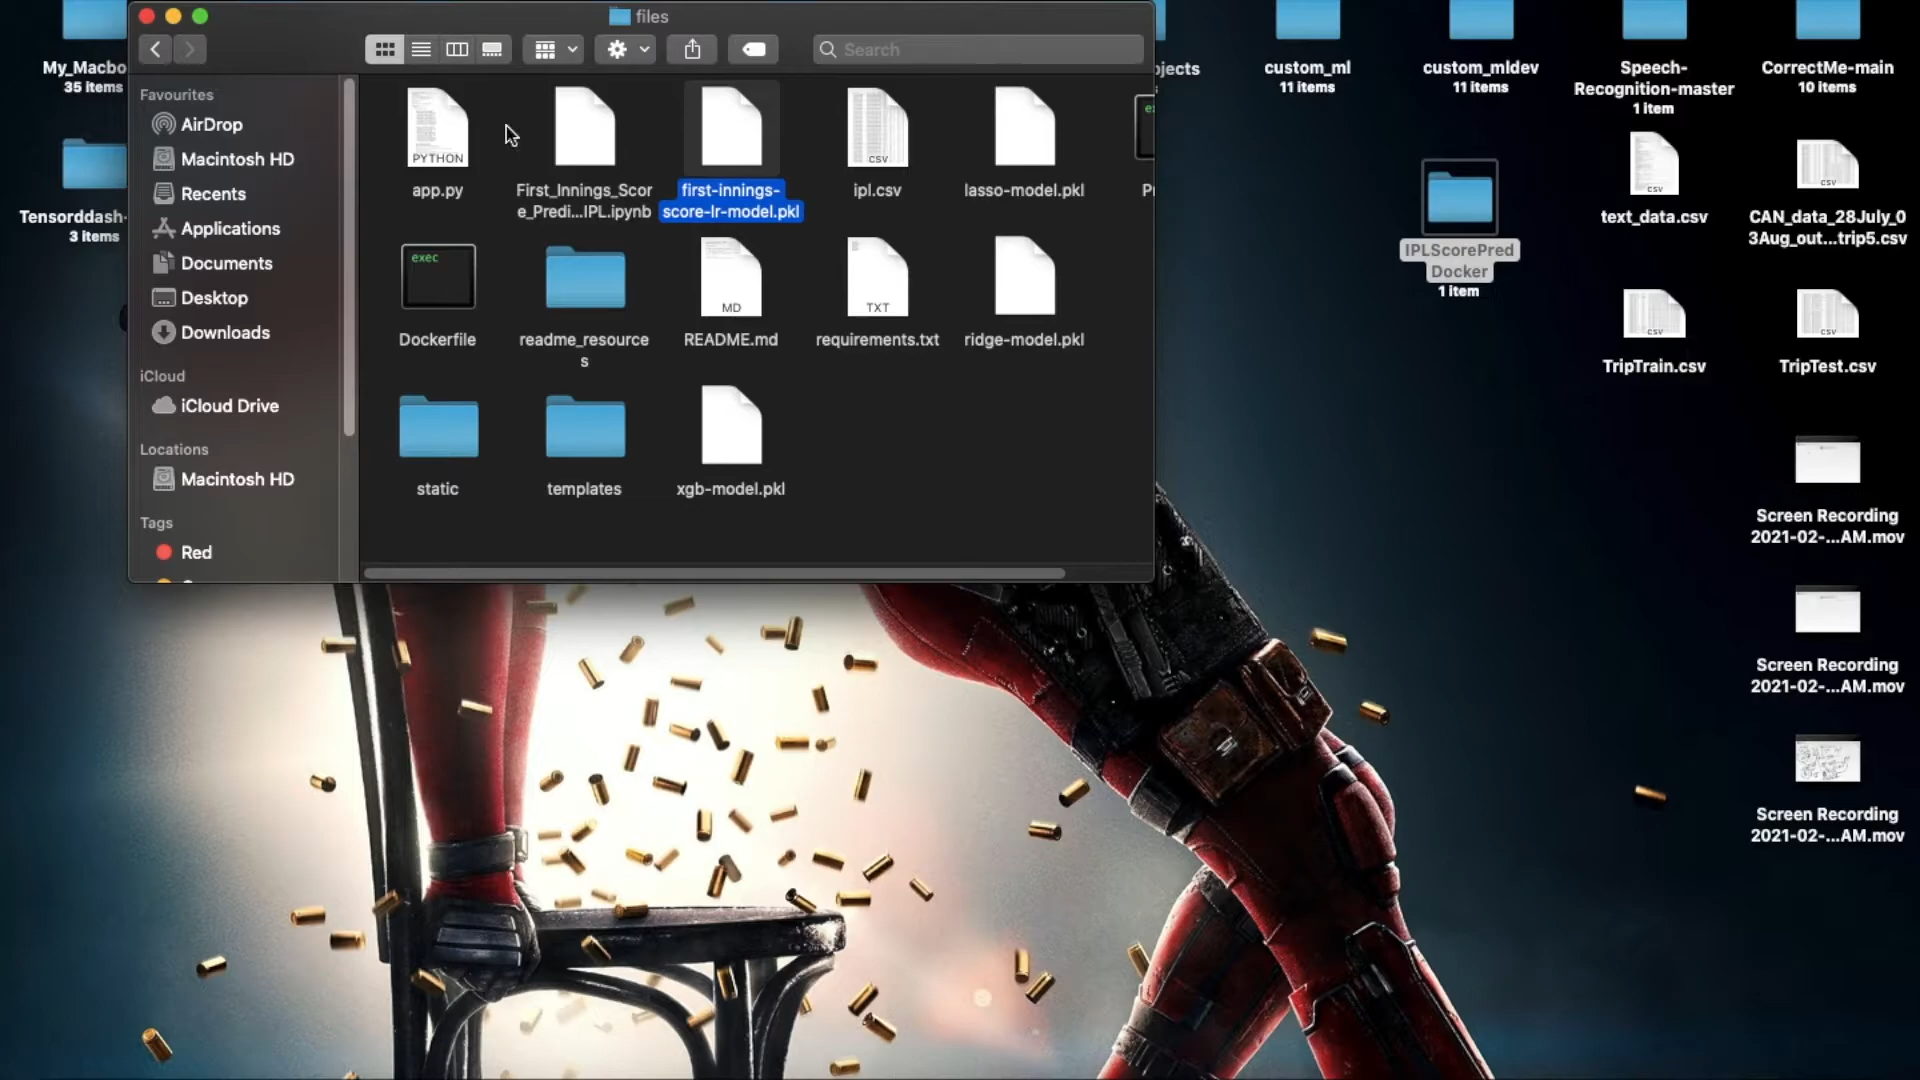 files
Search
Favourites
AirDrop
Macintosh HD
Recents
Applications
Documents
Desktop
Downloads
iCloud
iCloud Drive
Locations
Macintosh HD
Tags
Red
PYTHON
app.py
First_Innings_Scor
e_Predi...IPL.ipynb
first-innings-
score-lr-model.pkl
csv
ipl.csv
lasso-model.pkl
exec
Dockerfile
readme_resource
s
MD
README.md
TXT
requirements.txt
ridge-model.pkl
static
templates
xgb-model.pkl
My_Macbo
35 items
Tensorddash-
3 items
custom_ml
11 items
custom_mldev
11 items
Speech-
Recognition-master
1 item
CorrectMe-main
10 items
IPLScorePred
Docker
1 item
csv
text_data.csv
csv
CAN_data_28July_0
3Aug_out...trip5.csv
csv
TripTrain.csv
csv
TripTest.csv
Screen Recording
2021-02-...AM.mov
Screen Recording
2021-02-...AM.mov
Screen Recording
2021-02-...AM.mov